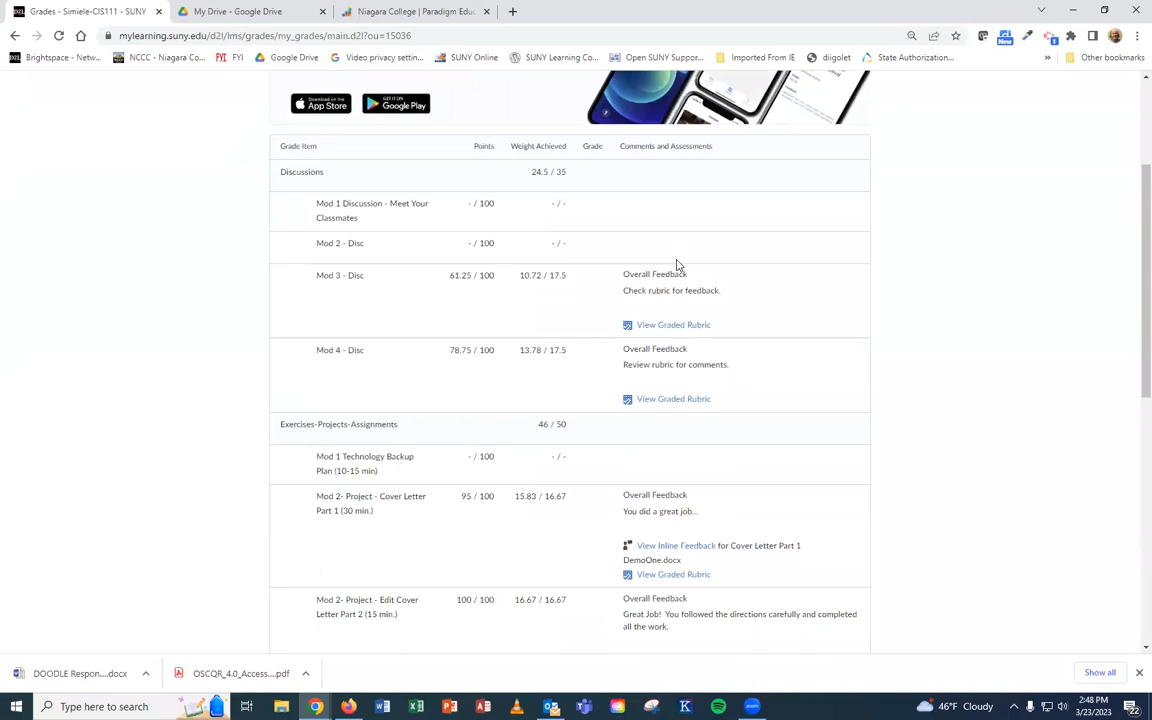 Grades - Simiele-CIS111 - SUNY
My Drive - Google Drive
Niagara College | Paradigm Educ
mylearning.suny.edu/d2l/lms/grades/my_grades/main.d2l?ou=15036
New
1
Brightspace - Netw...
NCCC - Niagara Co...
FYI
Google Drive
Video privacy settin...
SUNY Online
SUNY Learning Co...
Open SUNY Suppor...
Imported From IE
diigolet
State Authorization...
»
Other bookmarks
Download on the App Store
GET IT ON Google Play
Grade Item Points Weight Achieved Grade Comments and Assessments
Discussions 24.5 / 35
Mod 1 Discussion - Meet Your - / 100 - / -
Classmates
Mod 2 - Disc - / 100 - / -
Mod 3 - Disc 61.25 / 100 10.72 / 17.5 Overall Feedback
Check rubric for feedback.
View Graded Rubric
Mod 4 - Disc 78.75 / 100 13.78 / 17.5 Overall Feedback
Review rubric for comments.
View Graded Rubric
Exercises-Projects-Assignments 46 / 50
Mod 1 Technology Backup - / 100 - / -
Plan (10-15 min)
Mod 2- Project - Cover Letter 95 / 100 15.83 / 16.67 Overall Feedback
Part 1 (30 min.) You did a great job...
View Inline Feedback for Cover Letter Part 1
DemoOne.docx
View Graded Rubric
Mod 2- Project - Edit Cover 100 / 100 16.67 / 16.67 Overall Feedback
Letter Part 2 (15 min.) Great Job! You followed the directions carefully and completed
all the work.
DOODLE Respon....docx
OSCQR_4.0_Access....pdf
Show all
Type here to search
46°F Cloudy
2:48 PM
3/23/2023
22